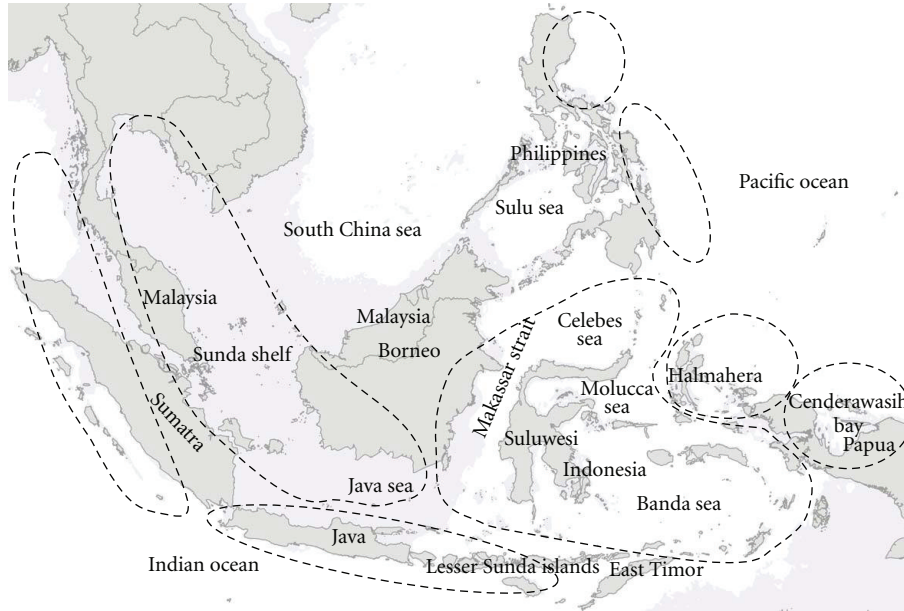 Philippines
Pacific ocean
Sulu sea
South China sea
Malaysia
Malaysia
Celebes
sea
Sunda shelf
Borneo
Makassar strait
Halmahera
Molucca
sea
Cenderawasih
bay
Papua
Sumatra
Suluwesi
Indonesia
Java sea
Banda sea
Java
Indian ocean
Lesser Sunda islands
East Timor